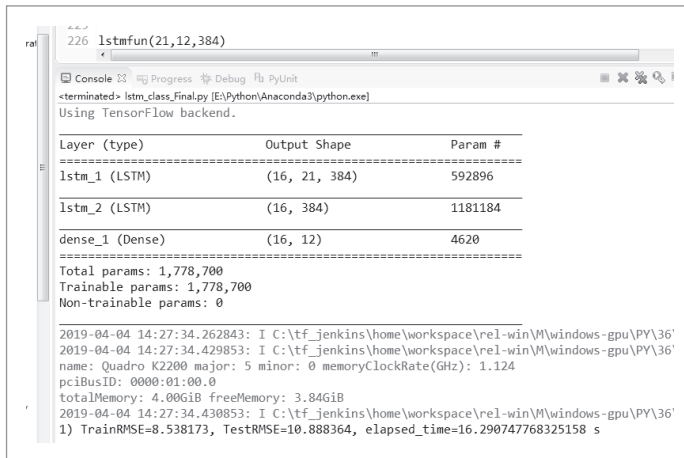 225
226 lstmfun(21,12,384)
rat
Console Progress Debug PyUnit
<terminated> lstm_class_Final.py [E:\Python\Anaconda3\python.exe]
Using TensorFlow backend.
Layer (type) Output Shape Param #
=================================================================
lstm_1 (LSTM) (16, 21, 384) 592896
lstm_2 (LSTM) (16, 384) 1181184
dense_1 (Dense) (16, 12) 4620
=================================================================
Total params: 1,778,700
Trainable params: 1,778,700
Non-trainable params: 0
2019-04-04 14:27:34.262843: I C:\tf_jenkins\home\workspace\rel-win\M\windows-gpu\PY\36\
2019-04-04 14:27:34.429853: I C:\tf_jenkins\home\workspace\rel-win\M\windows-gpu\PY\36\
name: Quadro K2200 major: 5 minor: 0 memoryClockRate(GHz): 1.124
pciBusID: 0000:01:00.0
totalMemory: 4.00GiB freeMemory: 3.84GiB
2019-04-04 14:27:34.430853: I C:\tf_jenkins\home\workspace\rel-win\M\windows-gpu\PY\36\
1) TrainRMSE=8.538173, TestRMSE=10.888364, elapsed_time=16.290747768325158 s